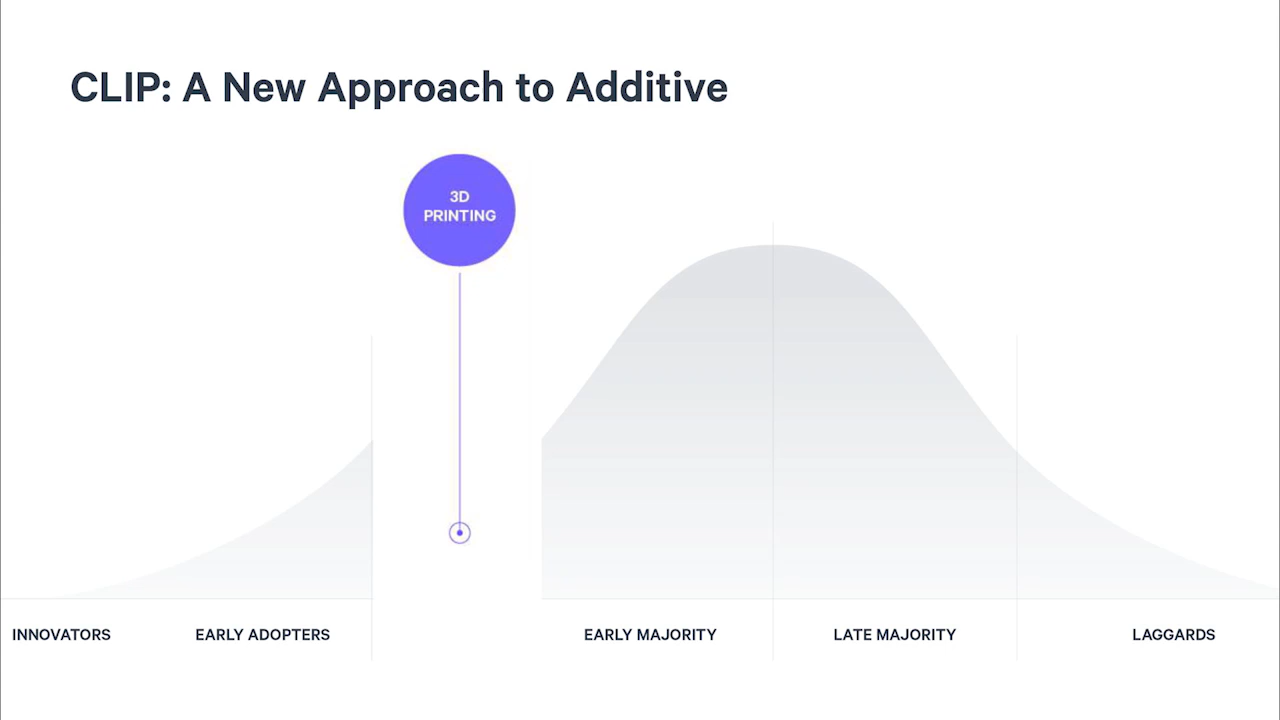 CLIP: A New Approach to Additive
3D
PRINTING
INNOVATORS
EARLY ADOPTERS
EARLY MAJORITY
LATE MAJORITY
LAGGARDS